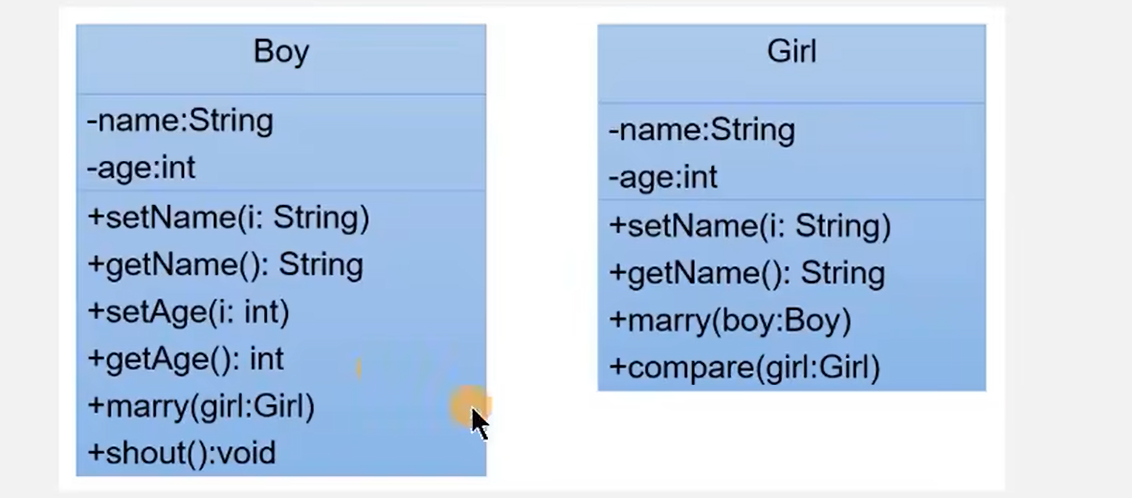 Boy
-name:String
-age:int
+setName(i: String)
+getName(): String
+setAge(i: int)
+getAge(): int
+marry(girl:Girl)
+shout():void
Girl
-name:String
-age:int
+setName(i: String)
+getName(): String
+marry(boy:Boy)
+compare(girl:Girl)